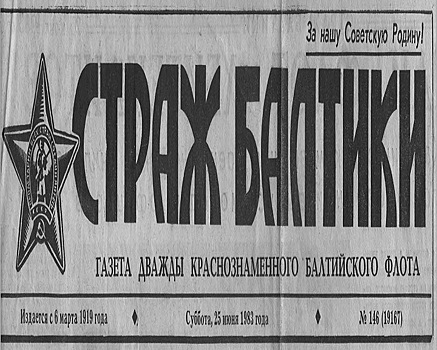 За нашу Советскую Родину!
СТРАЖ БАЛТИКИ
ГАЗЕТА ДВАЖДЫ КРАСНОЗНАМЕННОГО БАЛТИЙСКОГО ФЛОТА
Издается с 6 марта 1919 года ♦ Суббота, 25 июня 1983 года ♦ № 146 (19167)